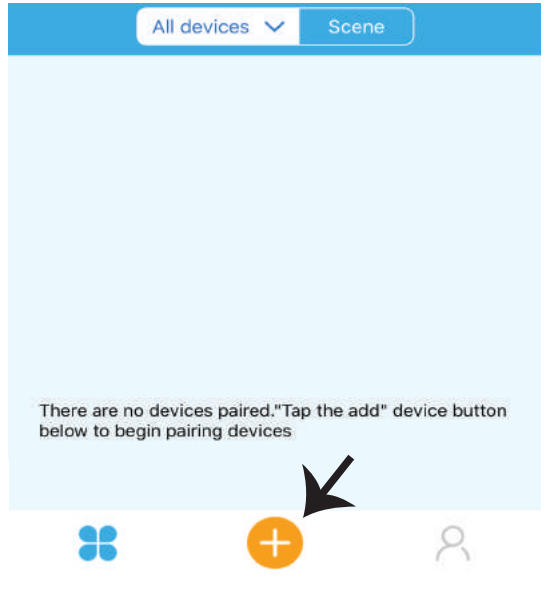 All devices
Scene
There are no devices paired."Tap the add" device button
below to begin pairing devices